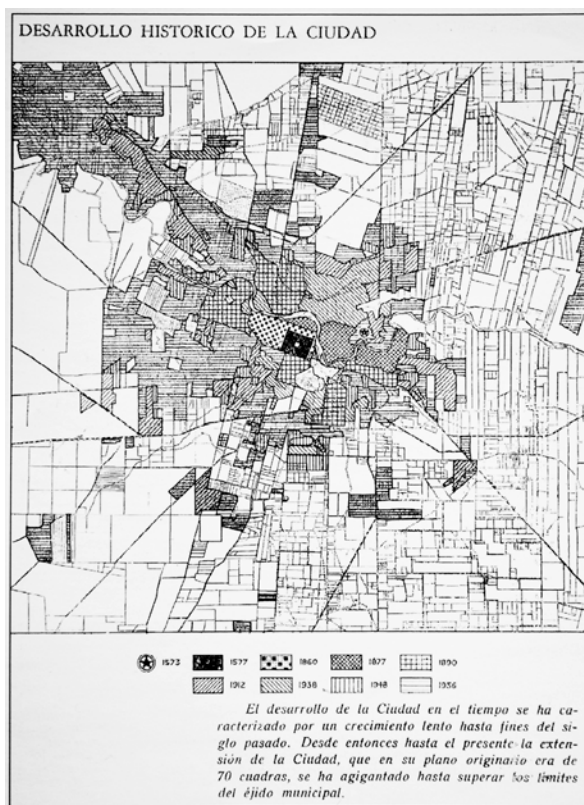 DESARROLLO HISTORICO DE LA CIUDAD
1573 1577 1860 1877 1890
1912 1938 1948 1956
El desarrollo de la Ciudad en el tiempo se ha ca-
racterizado por un crecimiento lento hasta fines del si-
glo pasado. Desde entonces hasta el presente la exten-
sión de la Ciudad, que en su plano originario era de
70 cuadras, se ha agigantado hasta superar los límites
del éjido municipal.